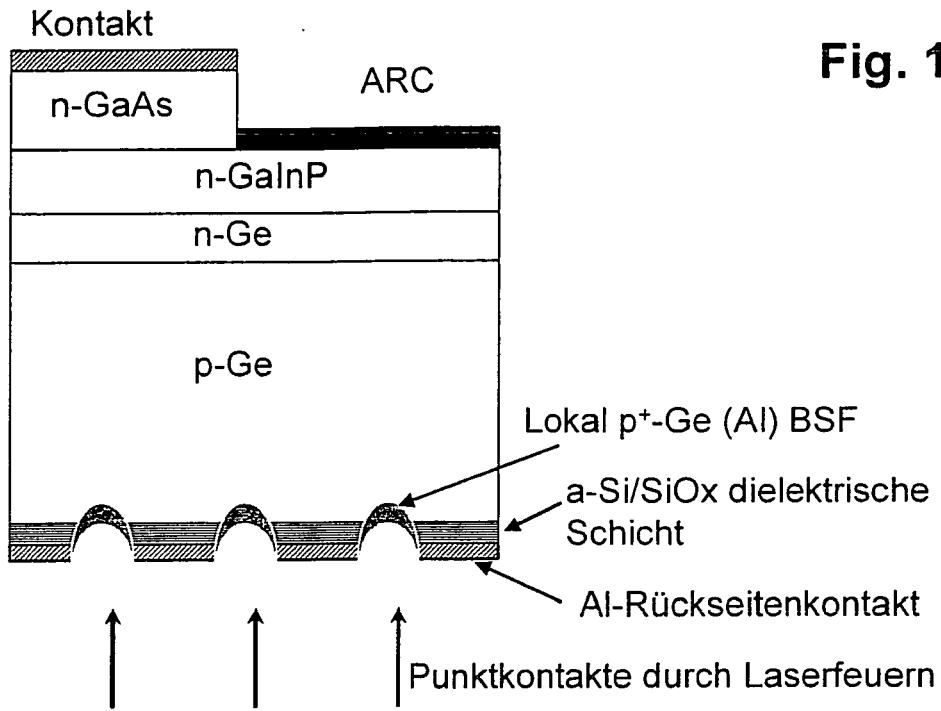 Kontakt
Fig. 1
n-GaAs
ARC
n-GaInP
n-Ge
p-Ge
Lokal p⁺-Ge (Al) BSF
a-Si/SiOx dielektrische
Schicht
Al-Rückseitenkontakt
Punktkontakte durch Laserfeuern